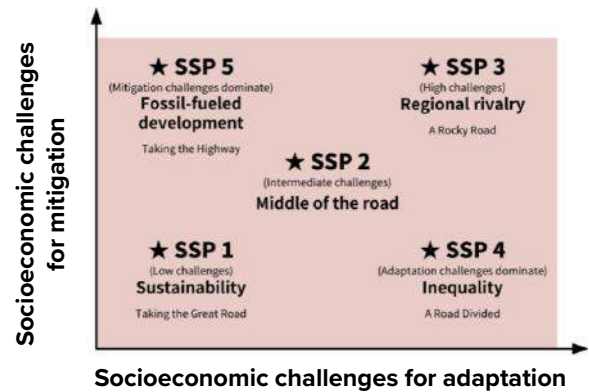 Socioeconomic challenges
for mitigation
★ SSP 5
(Mitigation challenges dominate)
Fossil-fueled
development
Taking the Highway
★ SSP 3
(High challenges)
Regional rivalry
A Rocky Road
★ SSP 2
(Intermediate challenges)
Middle of the road
★ SSP 1
(Low challenges)
Sustainability
Taking the Great Road
★ SSP 4
(Adaptation challenges dominate)
Inequality
A Road Divided
Socioeconomic challenges for adaptation